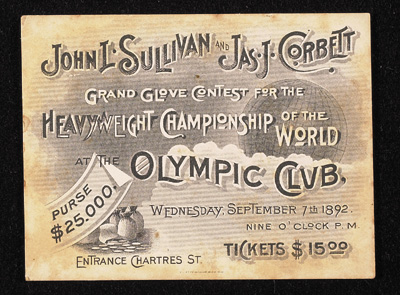 JOHN L. SULLIVAN AND JAS. J. CORBETT
GRAND GLOVE CONTEST FOR THE
HEAVYWEIGHT CHAMPIONSHIP OF THE WORLD
AT THE OLYMPIC CLUB.
PURSE $25.000.
WEDNESDAY, SEPTEMBER 7TH 1892.
NINE O'CLOCK P.M
ENTRANCE CHARTRES ST.
TICKETS $15.00